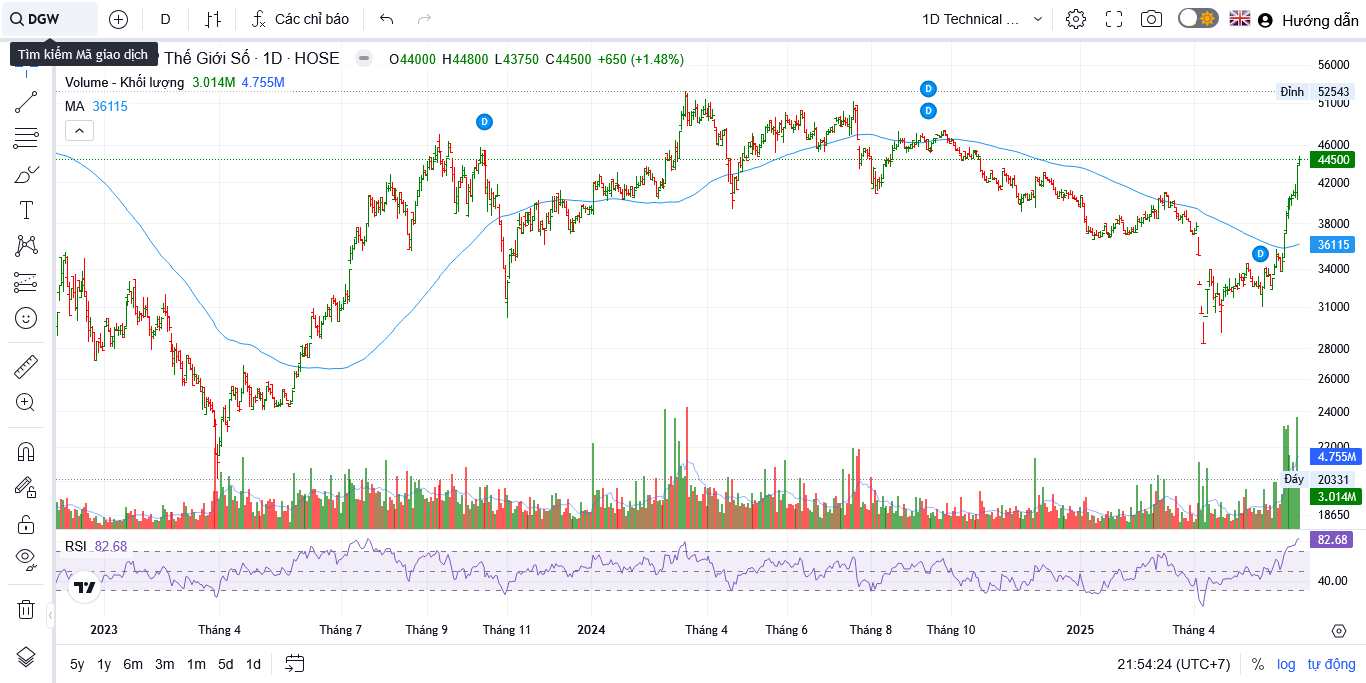 DGW
D
Các chỉ báo
1D Technical ...
Hướng dẫn
Tìm kiếm Mã giao dịch
Thế Giới Số · 1D · HOSE
O44000 H44800 L43750 C44500 +650 (+1.48%)
Volume - Khối lượng 3.014M 4.755M
MA 36115
D
D
D
D
56000
Đỉnh 52543
51000
46000
44500
42000
38000
36115
34000
31000
28000
26000
24000
22000
4.755M
Đáy 20331
3.014M
18650
RSI 82.68
82.68
40.00
2023 Tháng 4 Tháng 7 Tháng 9 Tháng 11 2024 Tháng 4 Tháng 6 Tháng 8 Tháng 10 2025 Tháng 4
5y 1y 6m 3m 1m 5d 1d
21:54:24 (UTC+7) % log tự động